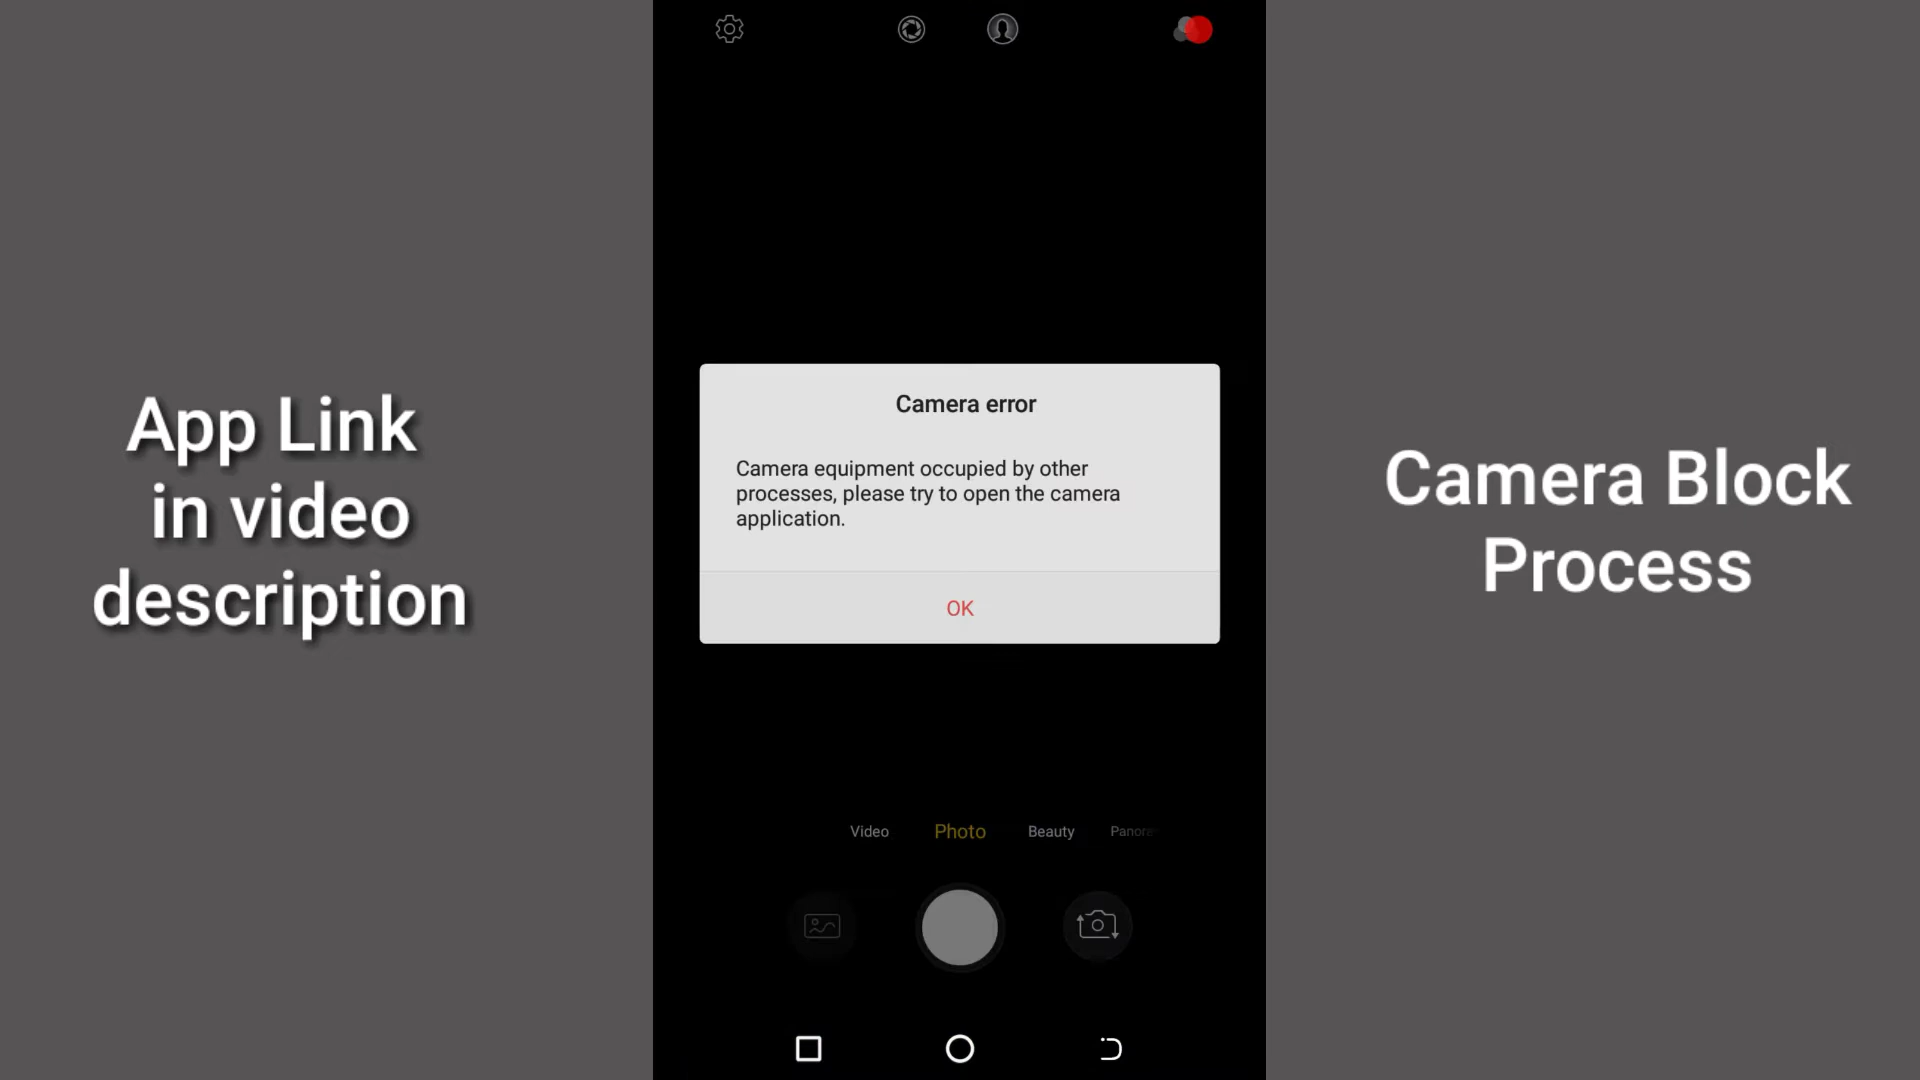 App Link
in video
description
Camera error
Camera equipment occupied by other
processes, please try to open the camera
application.
OK
Video Photo Beauty Panora
Camera Block
Process